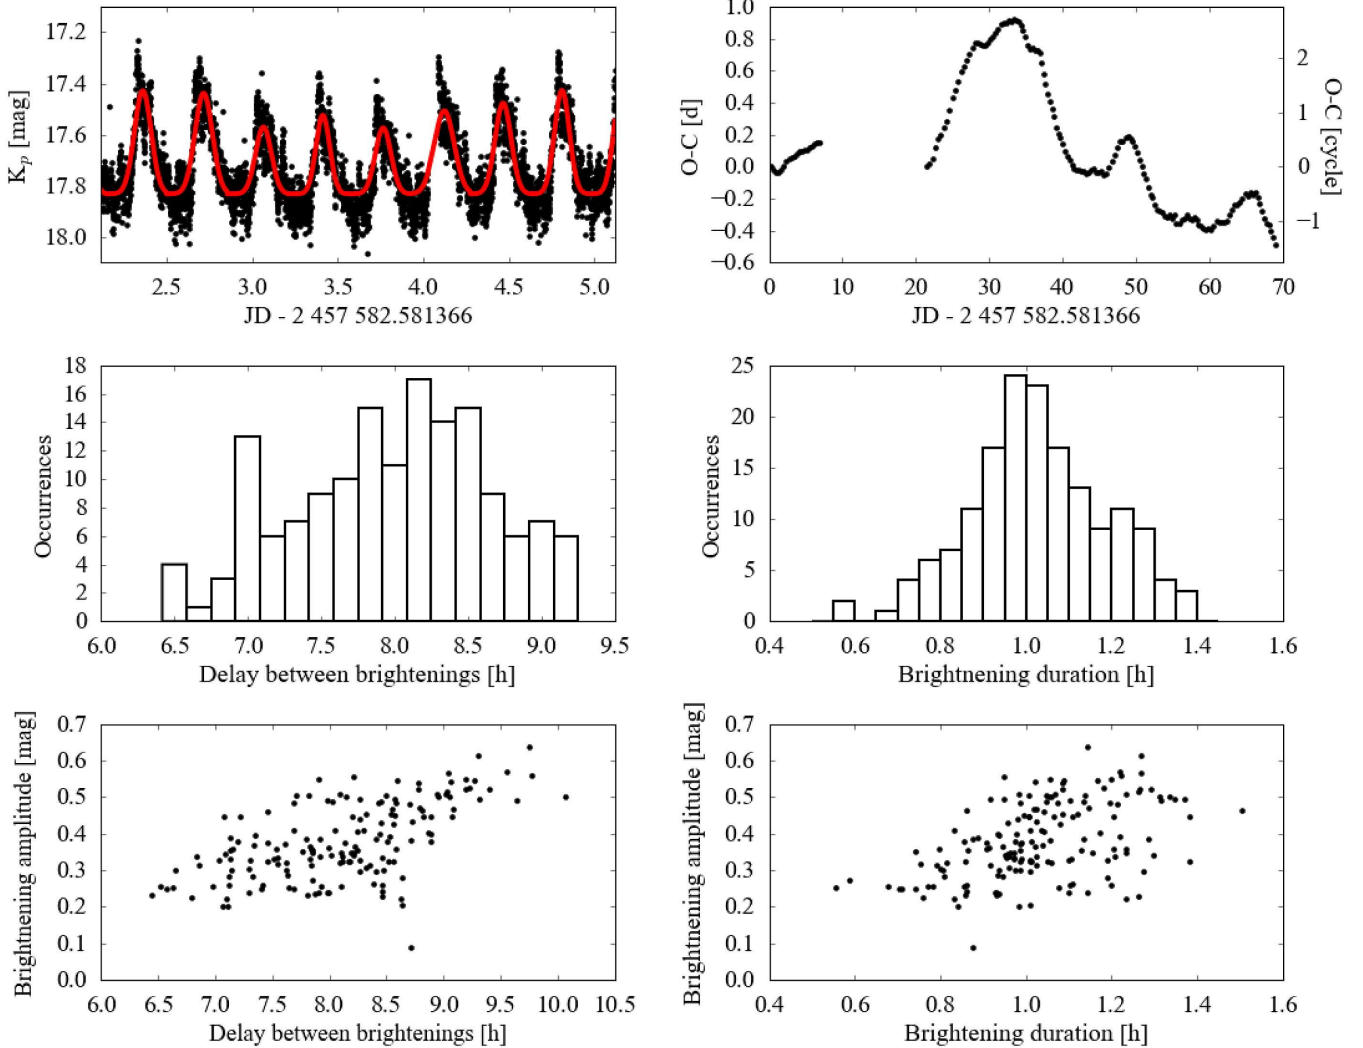 17.2
17.4
17.6
17.8
18.0
K_p [mag]
2.5 3.0 3.5 4.0 4.5 5.0
JD - 2 457 582.581366
1.0
0.8
0.6
0.4
0.2
0.0
−0.2
−0.4
−0.6
O-C [d]
2
1
0
−1
O-C [cycle]
0 10 20 30 40 50 60 70
JD - 2 457 582.581366
18
16
14
12
10
8
6
4
2
0
Occurrences
6.0 6.5 7.0 7.5 8.0 8.5 9.0 9.5
Delay between brightenings [h]
25
20
15
10
5
0
Occurrences
0.4 0.6 0.8 1.0 1.2 1.4 1.6
Brightnening duration [h]
0.7
0.6
0.5
0.4
0.3
0.2
0.1
0.0
Brightnening amplitude [mag]
6.0 6.5 7.0 7.5 8.0 8.5 9.0 9.5 10.0 10.5
Delay between brightenings [h]
0.7
0.6
0.5
0.4
0.3
0.2
0.1
0.0
Brightnening amplitude [mag]
0.4 0.6 0.8 1.0 1.2 1.4 1.6
Brightening duration [h]